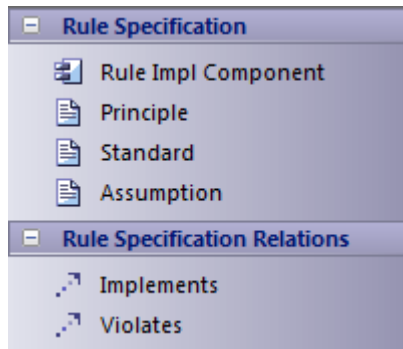 Rule Specification
Rule Impl Component
Principle
Standard
Assumption
Rule Specification Relations
Implements
Violates